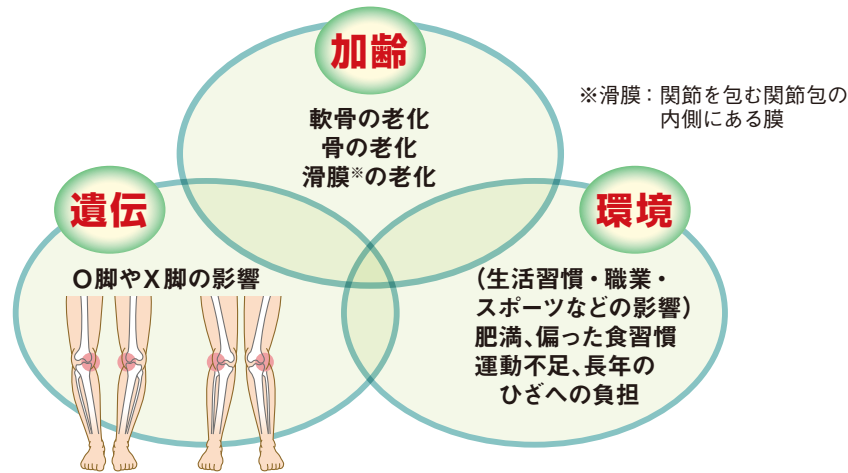 加齢
軟骨の老化
骨の老化
滑膜※の老化
※滑膜：関節を包む関節包の
内側にある膜
遺伝
O脚やX脚の影響
環境
（生活習慣・職業・
スポーツなどの影響）
肥満、偏った食習慣
運動不足、長年の
ひざへの負担